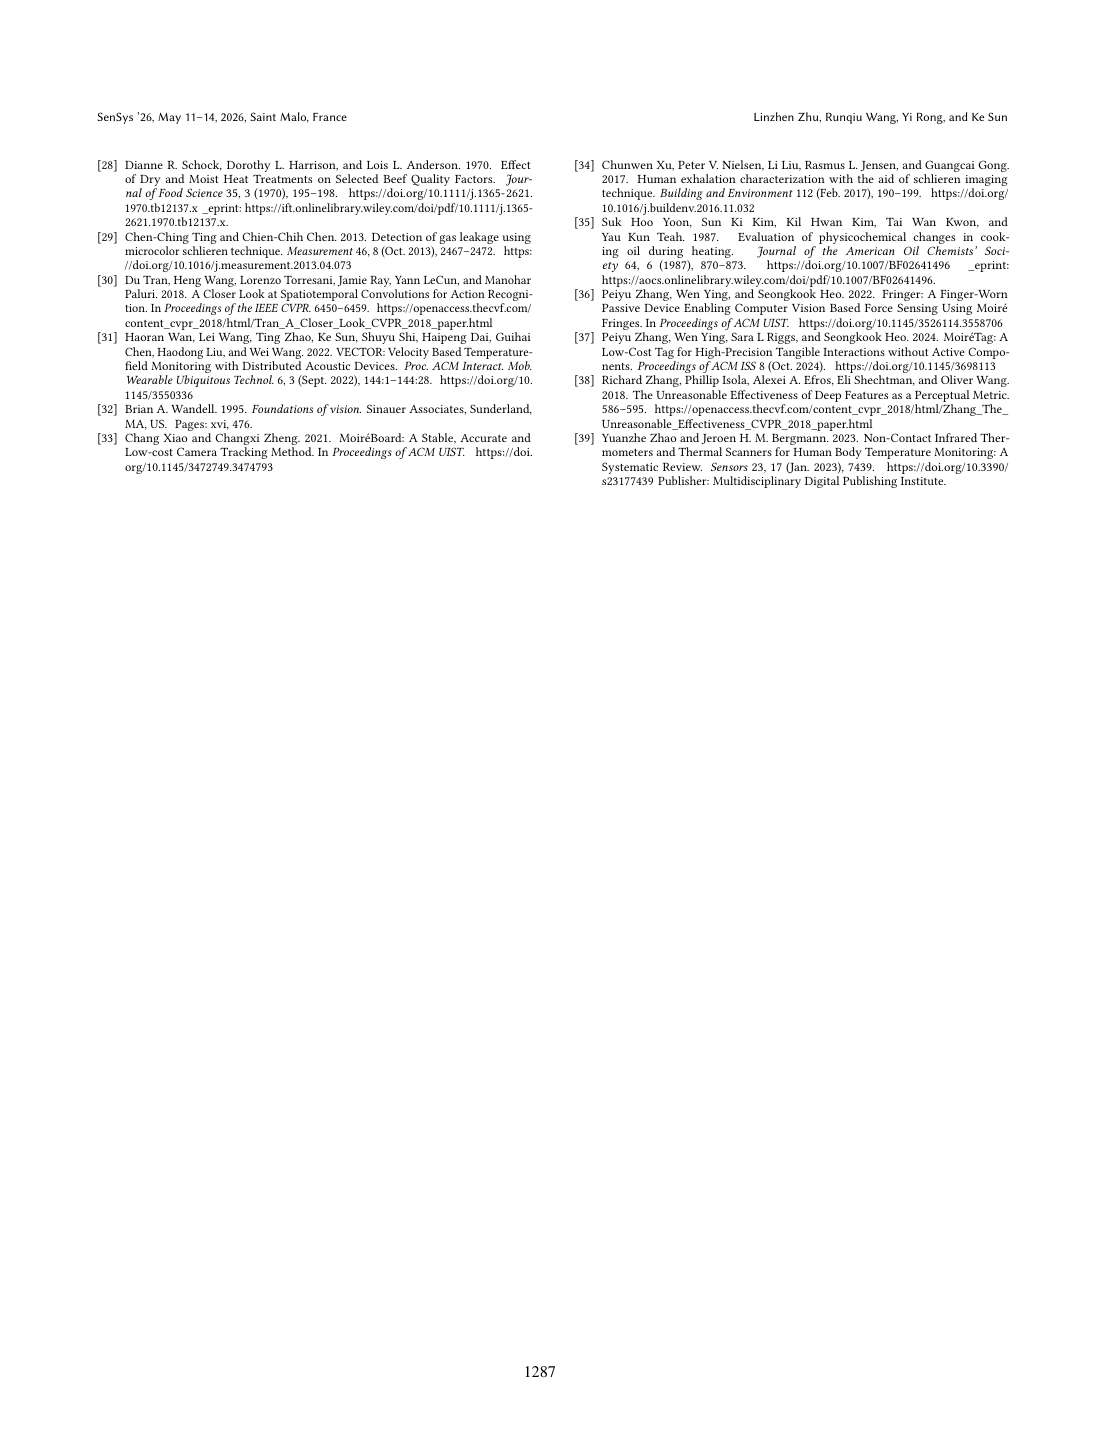 SenSys '26, May 11–14, 2026, Saint Malo, France
Linzhen Zhu, Runqiu Wang, Yi Rong, and Ke Sun
[28] Dianne R. Schock, Dorothy L. Harrison, and Lois L. Anderson. 1970. Effect
of Dry and Moist Heat Treatments on Selected Beef Quality Factors. Jour-
nal of Food Science 35, 3 (1970), 195–198. https://doi.org/10.1111/j.1365-2621.
1970.tb12137.x _eprint: https://ift.onlinelibrary.wiley.com/doi/pdf/10.1111/j.1365-
2621.1970.tb12137.x.
[29] Chen-Ching Ting and Chien-Chih Chen. 2013. Detection of gas leakage using
microcolor schlieren technique. Measurement 46, 8 (Oct. 2013), 2467–2472. https:
//doi.org/10.1016/j.measurement.2013.04.073
[30] Du Tran, Heng Wang, Lorenzo Torresani, Jamie Ray, Yann LeCun, and Manohar
Paluri. 2018. A Closer Look at Spatiotemporal Convolutions for Action Recogni-
tion. In Proceedings of the IEEE CVPR. 6450–6459. https://openaccess.thecvf.com/
content_cvpr_2018/html/Tran_A_Closer_Look_CVPR_2018_paper.html
[31] Haoran Wan, Lei Wang, Ting Zhao, Ke Sun, Shuyu Shi, Haipeng Dai, Guihai
Chen, Haodong Liu, and Wei Wang. 2022. VECTOR: Velocity Based Temperature-
field Monitoring with Distributed Acoustic Devices. Proc. ACM Interact. Mob.
Wearable Ubiquitous Technol. 6, 3 (Sept. 2022), 144:1–144:28. https://doi.org/10.
1145/3550336
[32] Brian A. Wandell. 1995. Foundations of vision. Sinauer Associates, Sunderland,
MA, US. Pages: xvi, 476.
[33] Chang Xiao and Changxi Zheng. 2021. MoiréBoard: A Stable, Accurate and
Low-cost Camera Tracking Method. In Proceedings of ACM UIST. https://doi.
org/10.1145/3472749.3474793
[34] Chunwen Xu, Peter V. Nielsen, Li Liu, Rasmus L. Jensen, and Guangcai Gong.
2017. Human exhalation characterization with the aid of schlieren imaging
technique. Building and Environment 112 (Feb. 2017), 190–199. https://doi.org/
10.1016/j.buildenv.2016.11.032
[35] Suk Hoo Yoon, Sun Ki Kim, Kil Hwan Kim, Tai Wan Kwon, and
Yau Kun Teah. 1987. Evaluation of physicochemical changes in cook-
ing oil during heating. Journal of the American Oil Chemists' Soci-
ety 64, 6 (1987), 870–873. https://doi.org/10.1007/BF02641496 _eprint:
https://aocs.onlinelibrary.wiley.com/doi/pdf/10.1007/BF02641496.
[36] Peiyu Zhang, Wen Ying, and Seongkook Heo. 2022. Fringer: A Finger-Worn
Passive Device Enabling Computer Vision Based Force Sensing Using Moiré
Fringes. In Proceedings of ACM UIST. https://doi.org/10.1145/3526114.3558706
[37] Peiyu Zhang, Wen Ying, Sara L Riggs, and Seongkook Heo. 2024. MoiréTag: A
Low-Cost Tag for High-Precision Tangible Interactions without Active Compo-
nents. Proceedings of ACM ISS 8 (Oct. 2024). https://doi.org/10.1145/3698113
[38] Richard Zhang, Phillip Isola, Alexei A. Efros, Eli Shechtman, and Oliver Wang.
2018. The Unreasonable Effectiveness of Deep Features as a Perceptual Metric.
586–595. https://openaccess.thecvf.com/content_cvpr_2018/html/Zhang_The_
Unreasonable_Effectiveness_CVPR_2018_paper.html
[39] Yuanzhe Zhao and Jeroen H. M. Bergmann. 2023. Non-Contact Infrared Ther-
mometers and Thermal Scanners for Human Body Temperature Monitoring: A
Systematic Review. Sensors 23, 17 (Jan. 2023), 7439. https://doi.org/10.3390/
s23177439 Publisher: Multidisciplinary Digital Publishing Institute.
1287